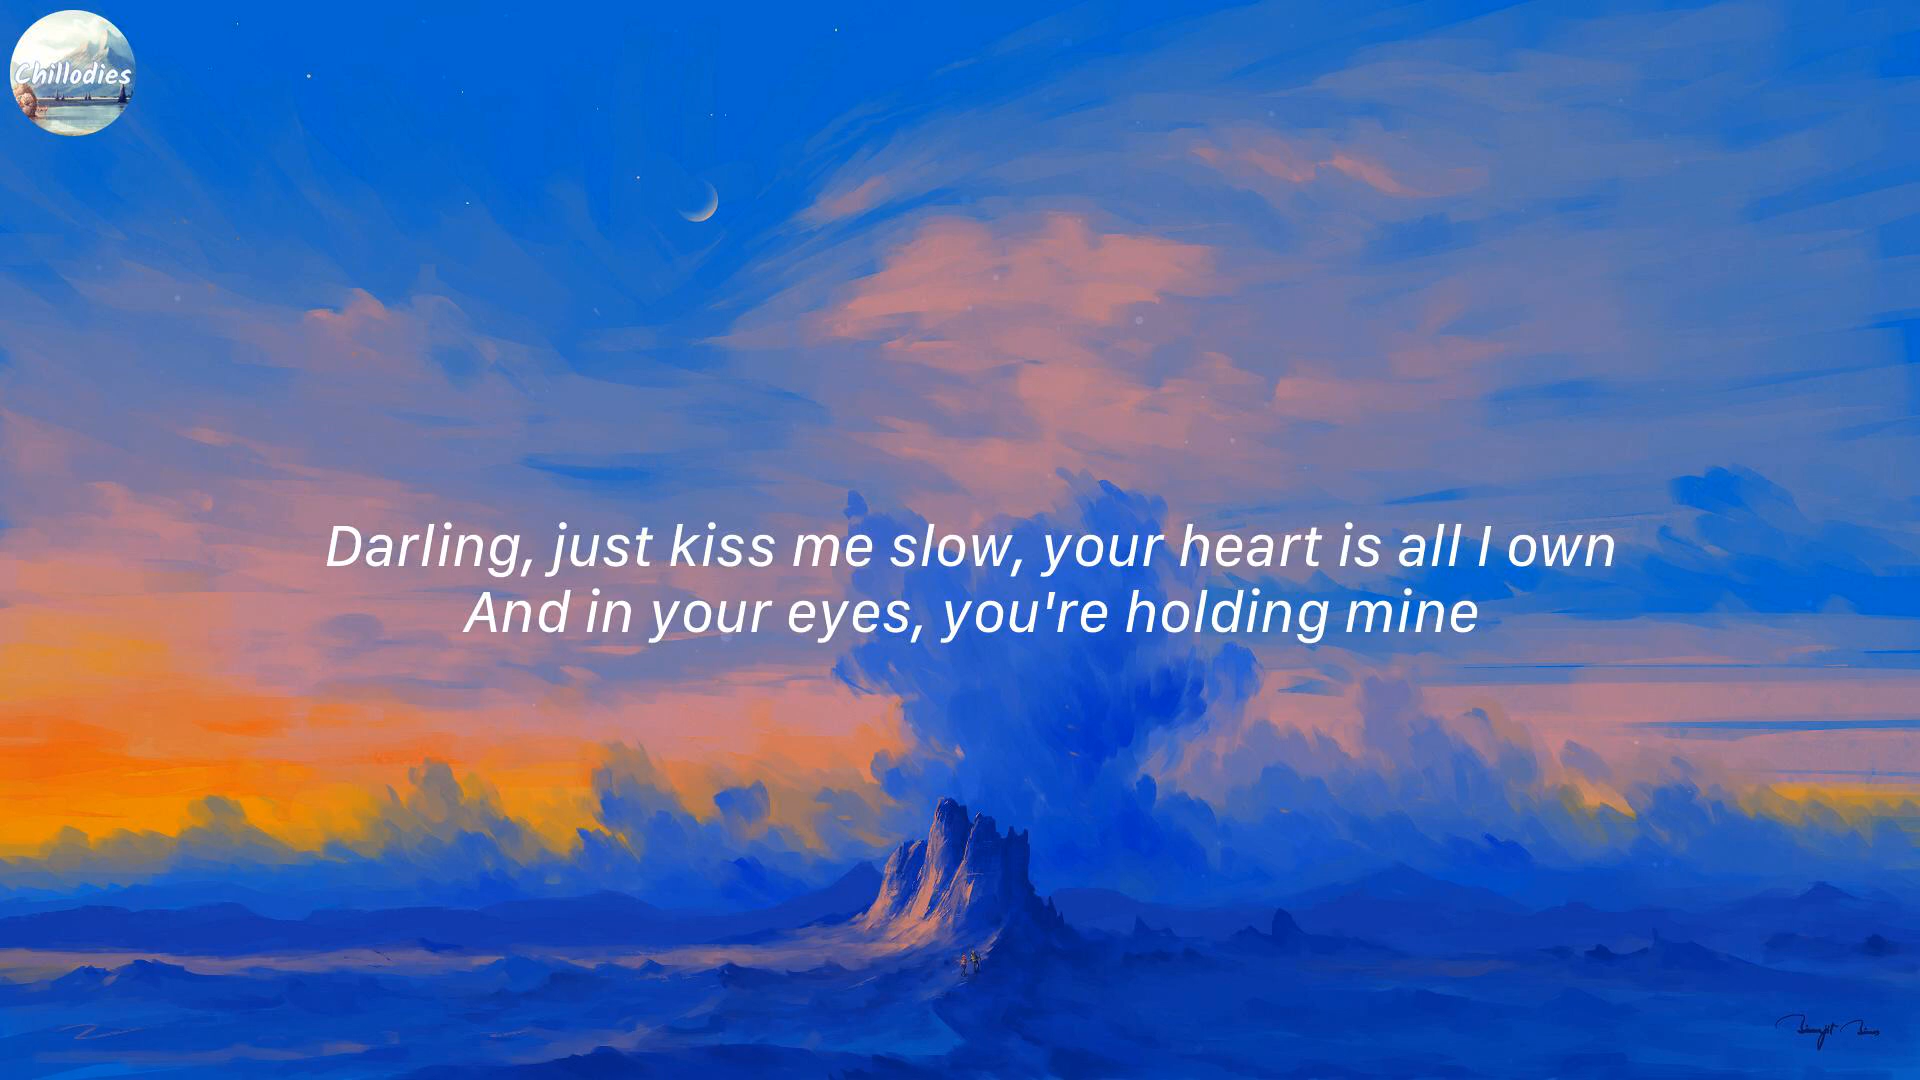 Chillodies
Darling, just kiss me slow, your heart is all I own
And in your eyes, you're holding mine